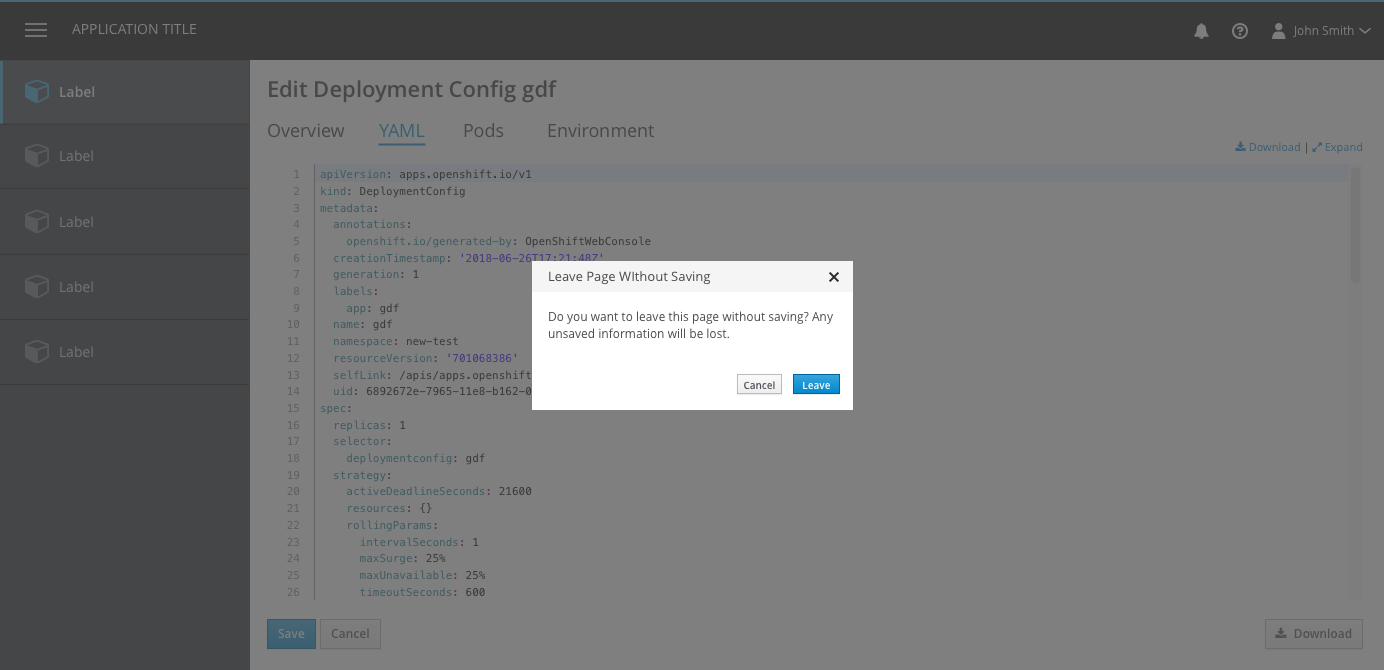 APPLICATION TITLE
John Smith
Label
Label
Label
Label
Label
Edit Deployment Config gdf
Overview YAML Pods Environment
Download | Expand
1 apiVersion: apps.openshift.io/v1
2 kind: DeploymentConfig
3 metadata:
4 annotations:
5 openshift.io/generated-by: OpenShiftWebConsole
6 creationTimestamp: '2018-06-26T17:21:48Z'
7 generation: 1
8 labels:
9 app: gdf
10 name: gdf
11 namespace: new-test
12 resourceVersion: '701068386'
13 selfLink: /apis/apps.openshift
14 uid: 6892672e-7965-11e8-b162-0
15 spec:
16 replicas: 1
17 selector:
18 deploymentconfig: gdf
19 strategy:
20 activeDeadlineSeconds: 21600
21 resources: {}
22 rollingParams:
23 intervalSeconds: 1
24 maxSurge: 25%
25 maxUnavailable: 25%
26 timeoutSeconds: 600
Leave Page WIthout Saving
Do you want to leave this page without saving? Any
unsaved information will be lost.
Cancel Leave
Save Cancel Download